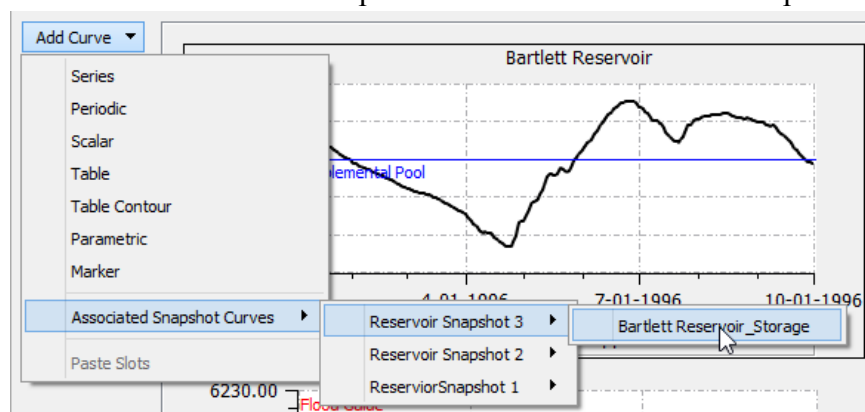 Add Curve
Bartlett Reservoir
Series
Periodic
Scalar
Table
lemental Pool
Table Contour
Parametric
Marker
4-01-1996 7-01-1996 10-01-1996
Associated Snapshot Curves
Reservoir Snapshot 3
Bartlett Reservoir_Storage
Reservoir Snapshot 2
Paste Slots
ReserviorSnapshot 1
6230.00
Flood Guide